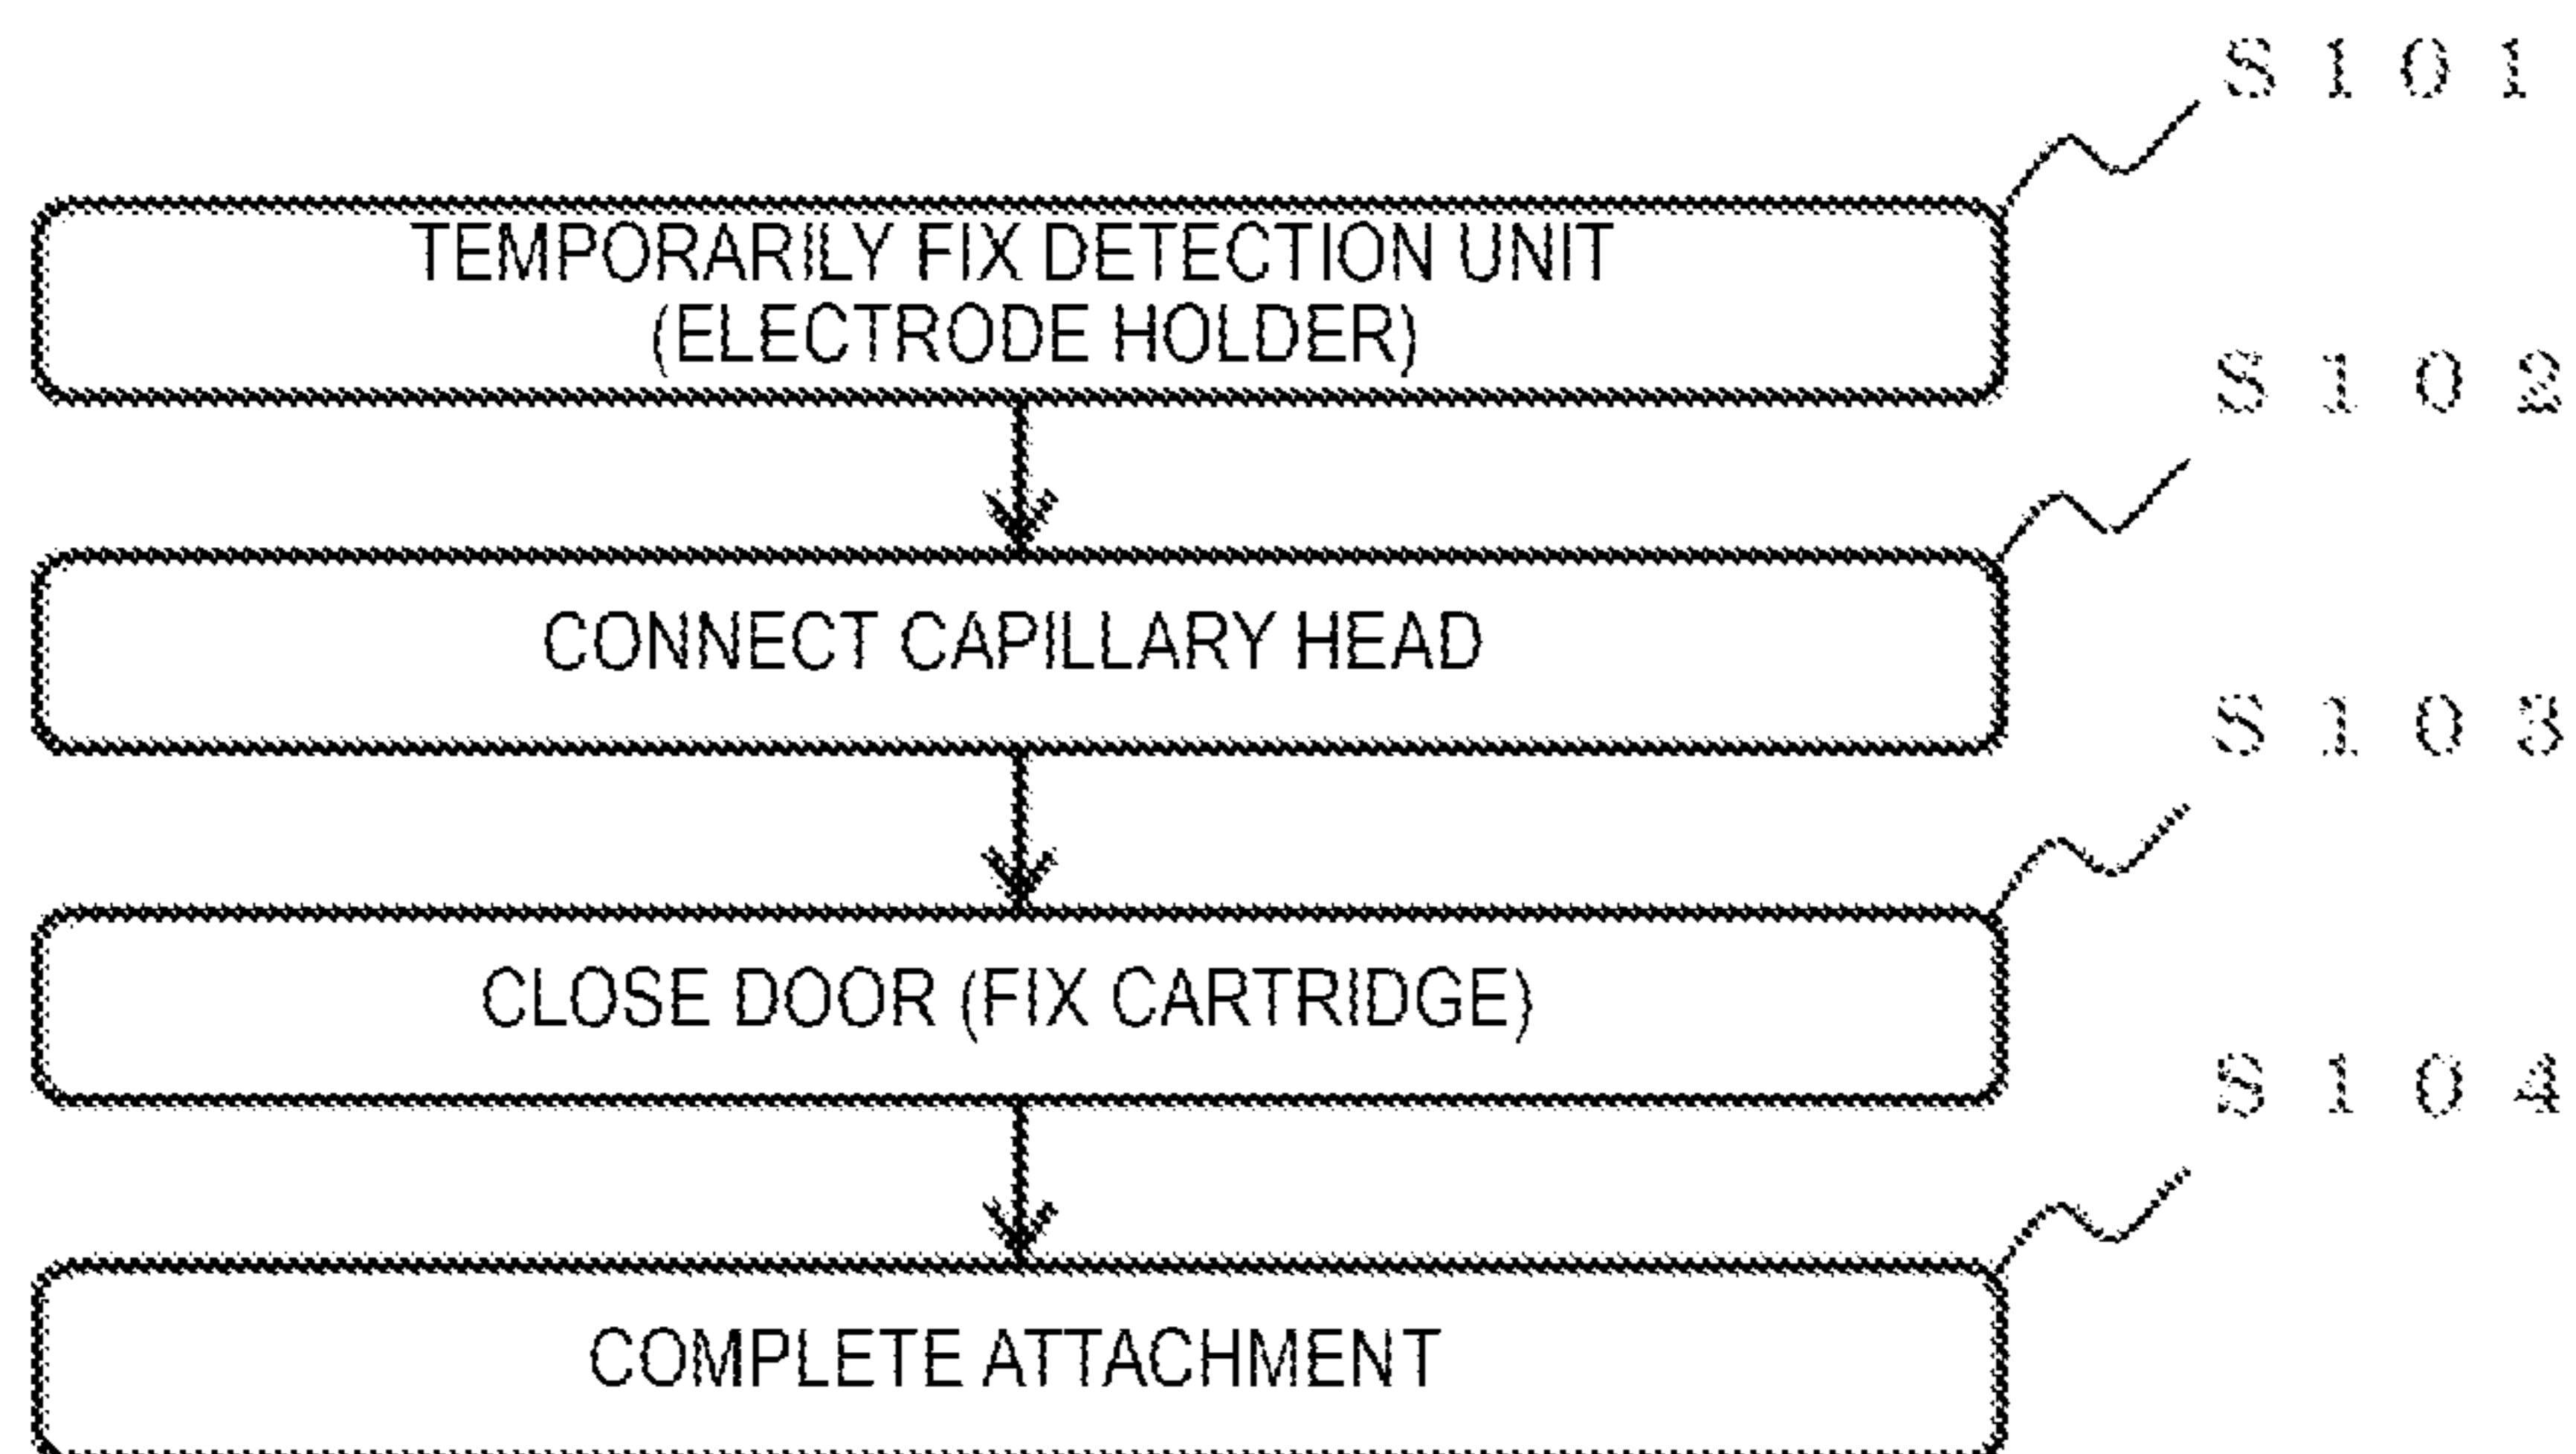 S101
TEMPORARILY FIX DETECTION UNIT
(ELECTRODE HOLDER)
S102
CONNECT CAPILLARY HEAD
S103
CLOSE DOOR (FIX CARTRIDGE)
S104
COMPLETE ATTACHMENT